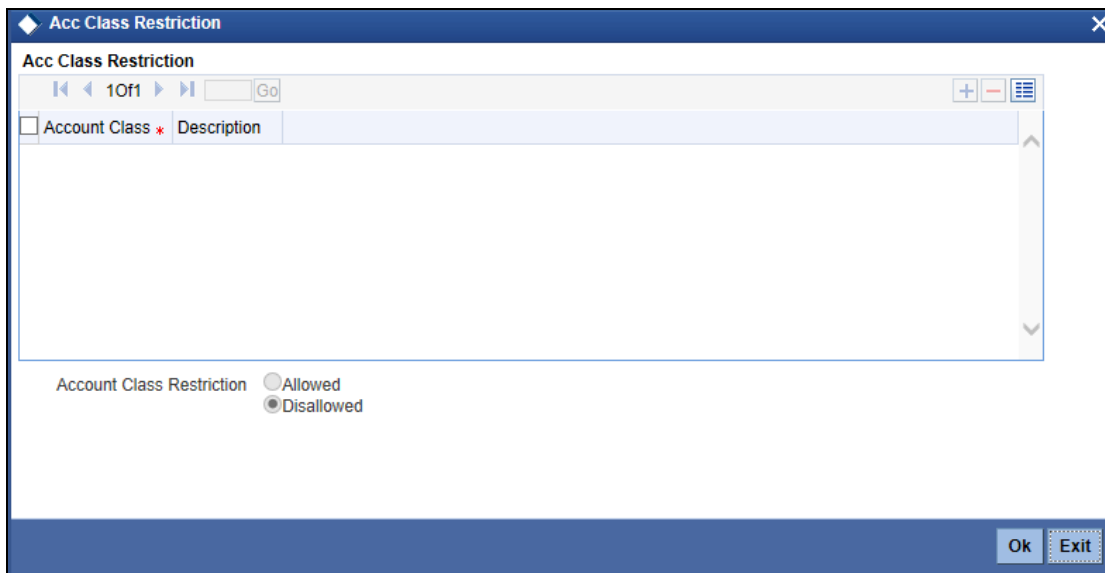 Acc Class Restriction
Acc Class Restriction
1Of1 Go
Account Class * Description
Account Class Restriction Allowed
Disallowed
Ok Exit